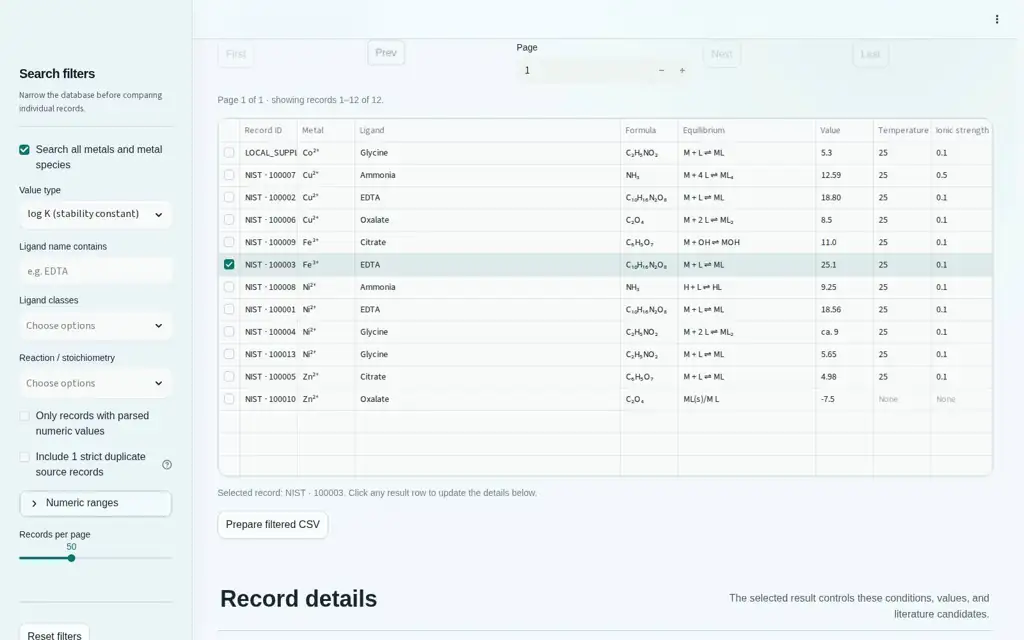 First
Prev
Page
1
Next
Last
Search filters
Narrow the database before comparing
individual records.
Search all metals and metal
species
Value type
log K (stability constant)
Ligand name contains
e.g. EDTA
Ligand classes
Choose options
Reaction / stoichiometry
Choose options
Only records with parsed
numeric values
Include 1 strict duplicate
source records
Numeric ranges
Records per page
50
Reset filters
Page 1 of 1 · showing records 1–12 of 12.
Record ID Metal Ligand Formula Equilibrium Value Temperature Ionic strength
LOCAL_SUPPL Co²⁺ Glycine C₂H₅NO₂ M + L ⇌ ML 5.3 25 0.1
NIST - 100007 Cu²⁺ Ammonia NH₃ M + 4 L ⇌ ML₄ 12.59 25 0.5
NIST - 100002 Cu²⁺ EDTA C₁₀H₁₆N₂O₈ M + L ⇌ ML 18.80 25 0.1
NIST - 100006 Cu²⁺ Oxalate C₂O₄ M + 2 L ⇌ ML₂ 8.5 25 0.1
NIST - 100009 Fe³⁺ Citrate C₆H₅O₇ M + OH ⇌ MOH 11.0 25 0.1
NIST - 100003 Fe³⁺ EDTA C₁₀H₁₆N₂O₈ M + L ⇌ ML 25.1 25 0.1
NIST - 100008 Ni²⁺ Ammonia NH₃ H + L ⇌ HL 9.25 25 0.1
NIST - 100001 Ni²⁺ EDTA C₁₀H₁₆N₂O₈ M + L ⇌ ML 18.56 25 0.1
NIST - 100004 Ni²⁺ Glycine C₂H₅NO₂ M + 2 L ⇌ ML₂ ca. 9 25 0.1
NIST - 100013 Ni²⁺ Glycine C₂H₅NO₂ M + L ⇌ ML 5.65 25 0.1
NIST - 100005 Zn²⁺ Citrate C₆H₅O₇ M + L ⇌ ML 4.98 25 0.1
NIST - 100010 Zn²⁺ Oxalate C₂O₄ ML(s)/M L -7.5 None None
Selected record: NIST - 100003. Click any result row to update the details below.
Prepare filtered CSV
Record details
The selected result controls these conditions, values, and
literature candidates.